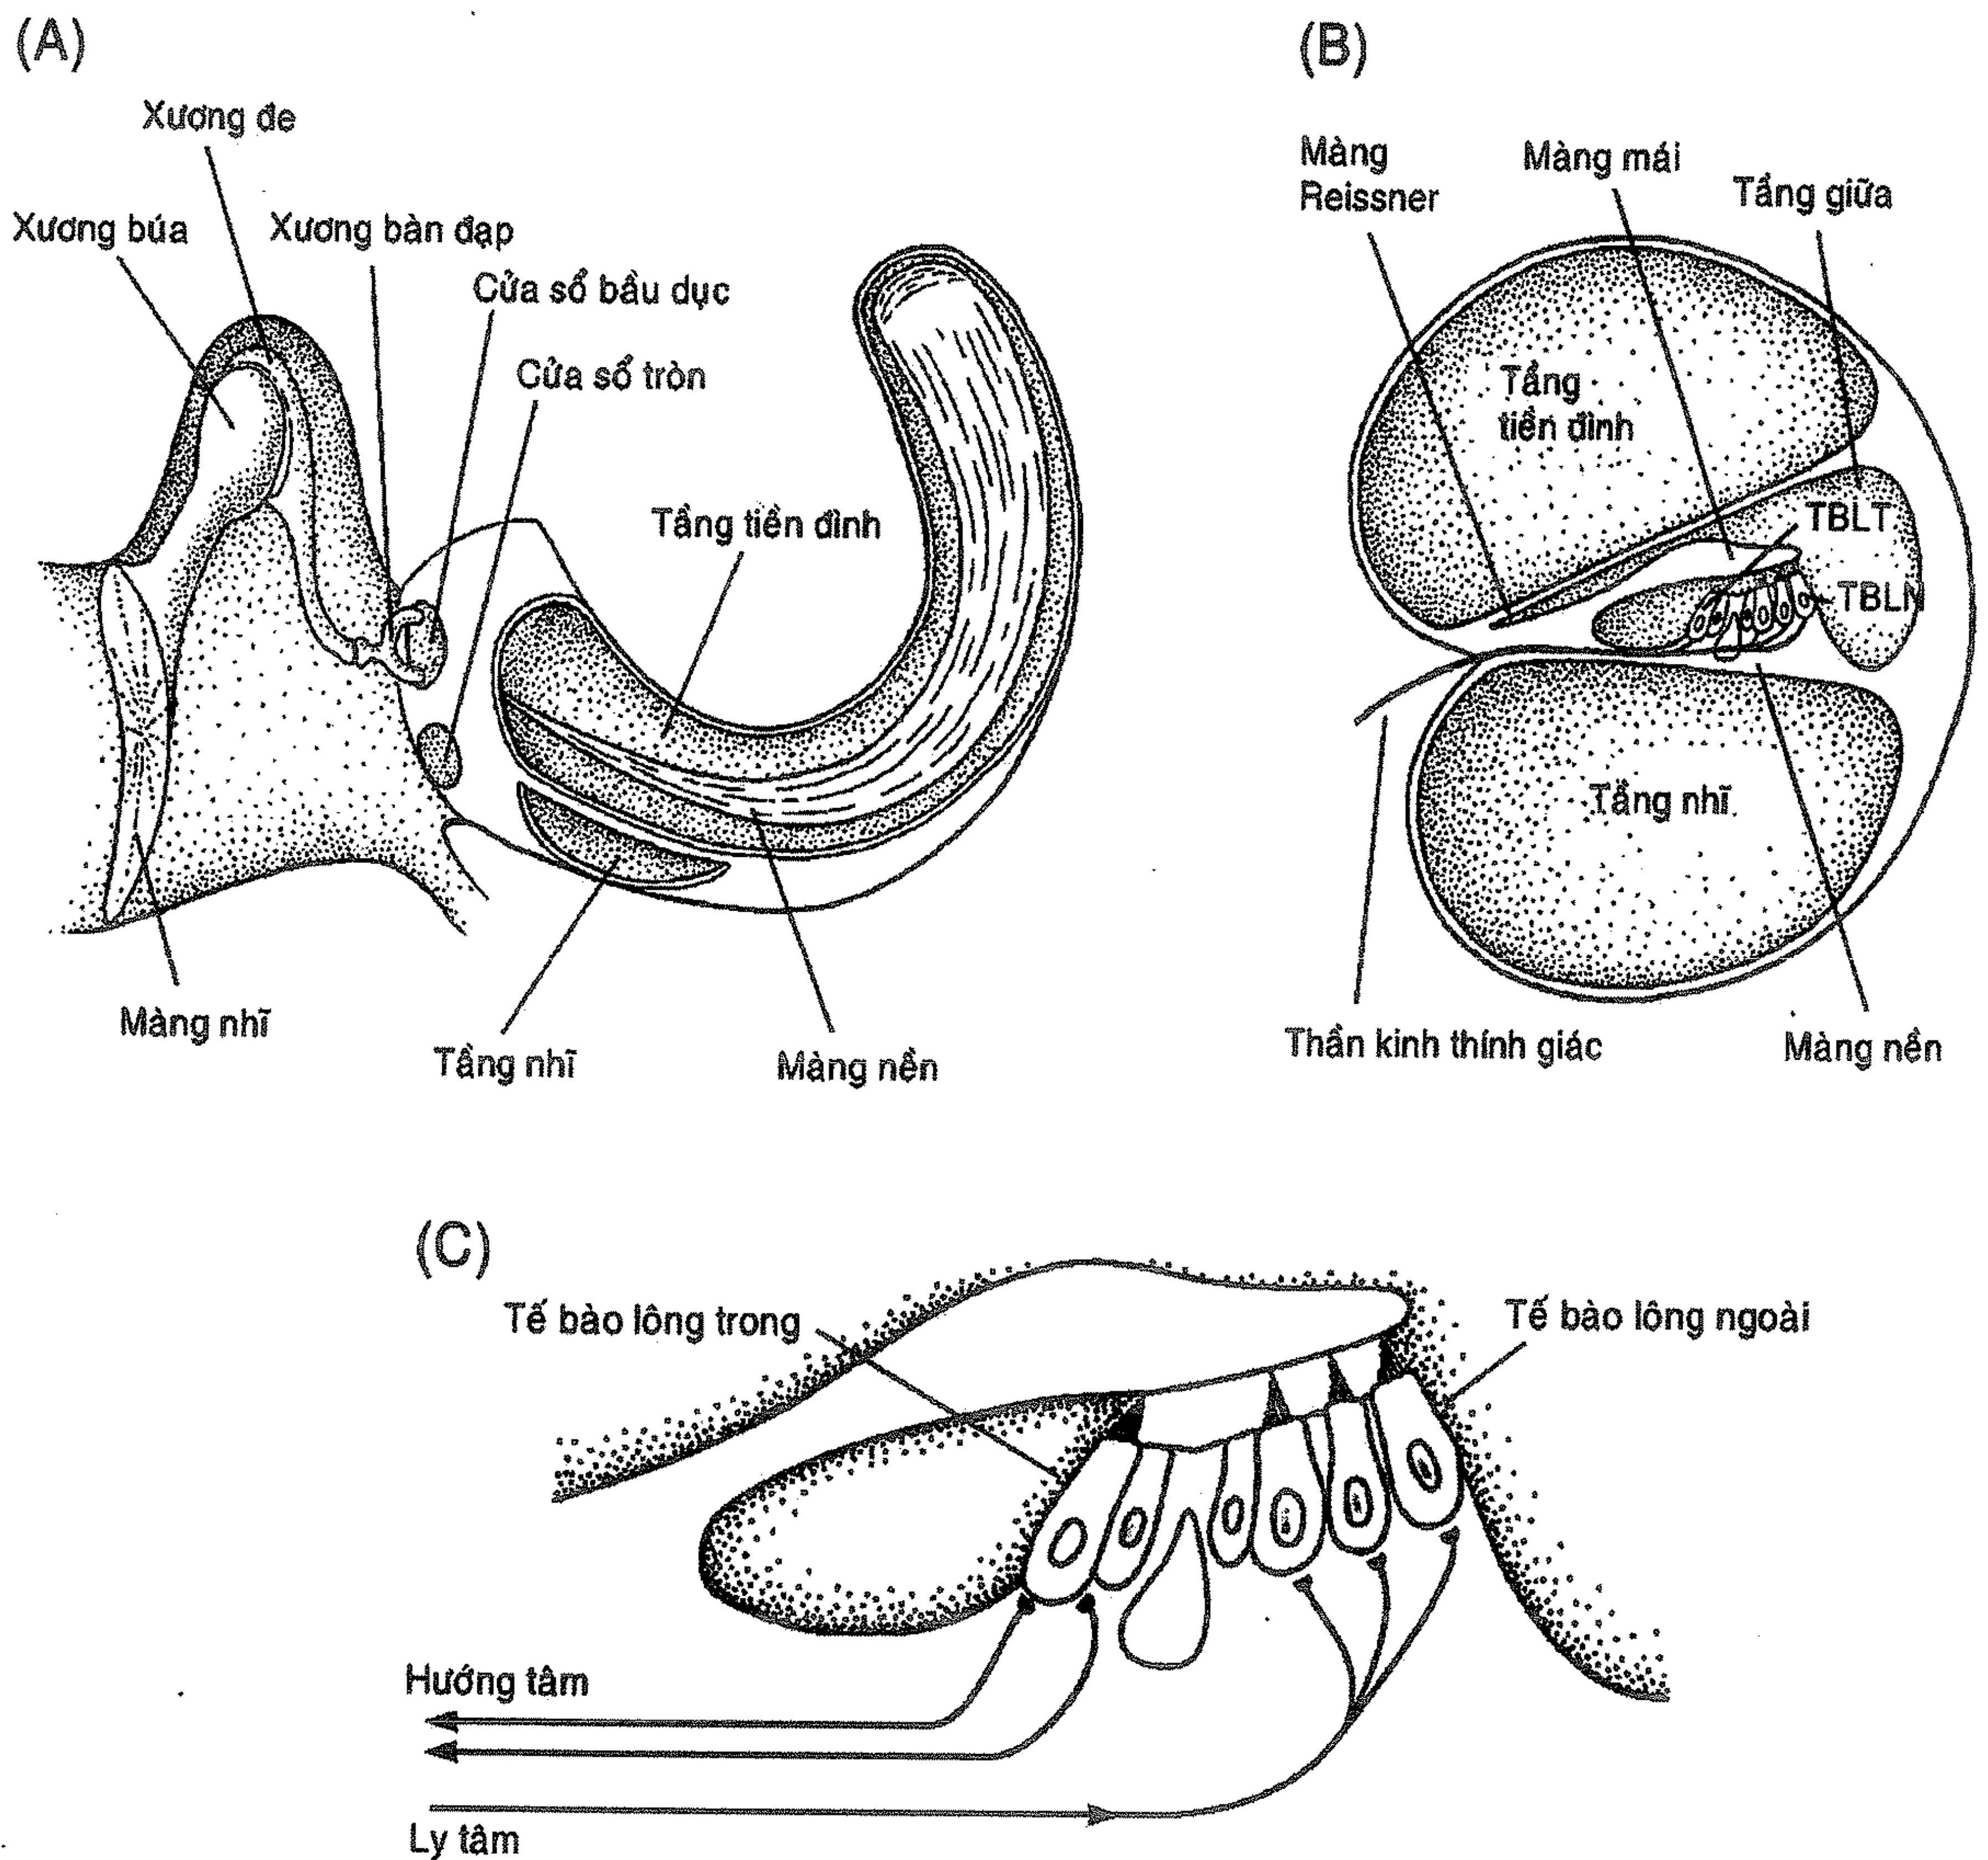 (A)
Xương đe
Xương búa
Xương bàn đạp
Cửa sổ bầu dục
Cửa sổ tròn
Tầng tiền đình
Màng nhĩ
Tầng nhĩ
Màng nền
(B)
Màng
Reissner
Màng mái
Tầng giữa
Tầng
tiền đình
TBLT
TBLN
Tầng nhĩ
Thần kinh thính giác
Màng nền
(C)
Tế bào lông trong
Tế bào lông ngoài
Hướng tâm
Ly tâm